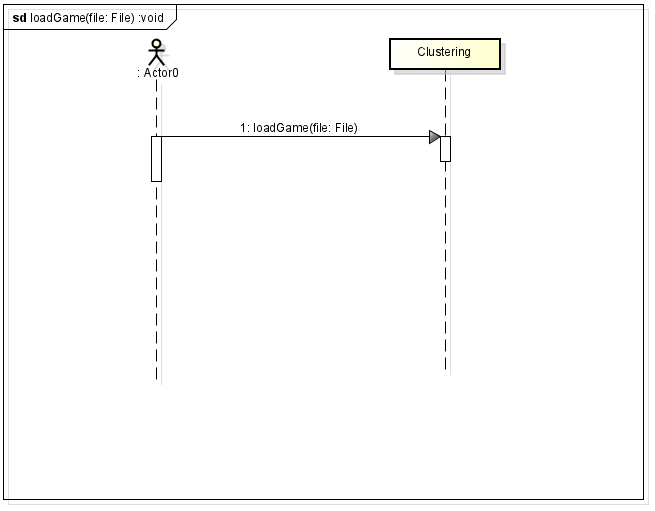 sd loadGame(file: File) :void
: Actor0
Clustering
1: loadGame(file: File)